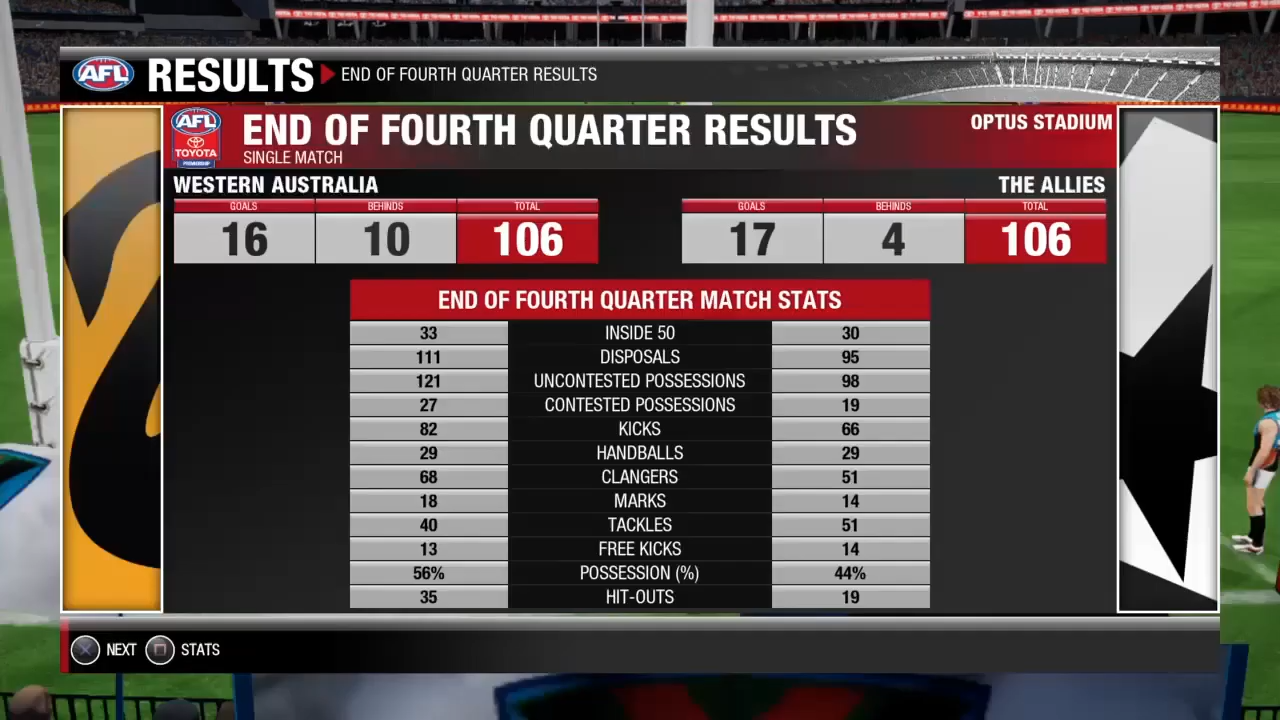 AFL RESULTS END OF FOURTH QUARTER RESULTS
AFL
TOYOTA
PREMIERSHIP
END OF FOURTH QUARTER RESULTS
OPTUS STADIUM
SINGLE MATCH
WESTERN AUSTRALIA
THE ALLIES
GOALS BEHINDS TOTAL GOALS BEHINDS TOTAL
16 10 106 17 4 106
END OF FOURTH QUARTER MATCH STATS
33 INSIDE 50 30
111 DISPOSALS 95
121 UNCONTESTED POSSESSIONS 98
27 CONTESTED POSSESSIONS 19
82 KICKS 66
29 HANDBALLS 29
68 CLANGERS 51
18 MARKS 14
40 TACKLES 51
13 FREE KICKS 14
56% POSSESSION (%) 44%
35 HIT-OUTS 19
NEXT STATS